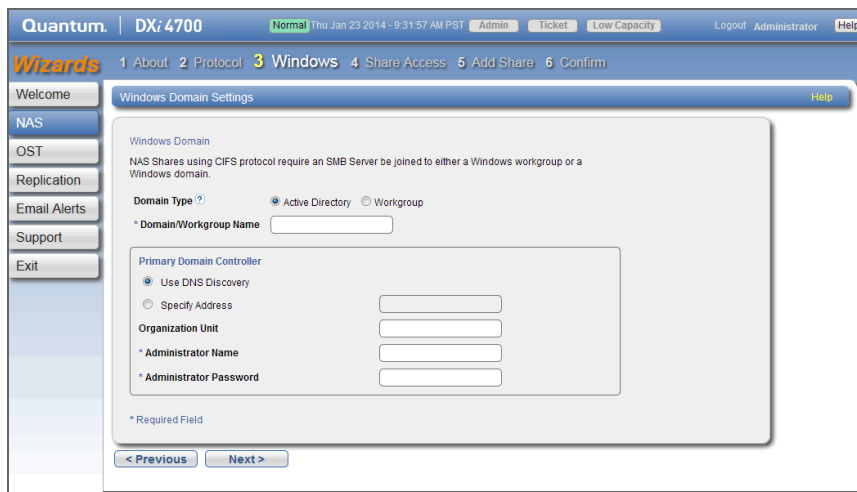 Quantum. DXi 4700 Normal Thu Jan 23 2014 - 9:31:57 AM PST Admin Ticket Low Capacity Logout Administrator Help
Wizards 1 About 2 Protocol 3 Windows 4 Share Access 5 Add Share 6 Confirm
Welcome
NAS
OST
Replication
Email Alerts
Support
Exit
Windows Domain Settings Help
Windows Domain
NAS Shares using CIFS protocol require an SMB Server be joined to either a Windows workgroup or a
Windows domain.
Domain Type ? Active Directory Workgroup
* Domain/Workgroup Name
Primary Domain Controller
Use DNS Discovery
Specify Address
Organization Unit
* Administrator Name
* Administrator Password
* Required Field
< Previous Next >